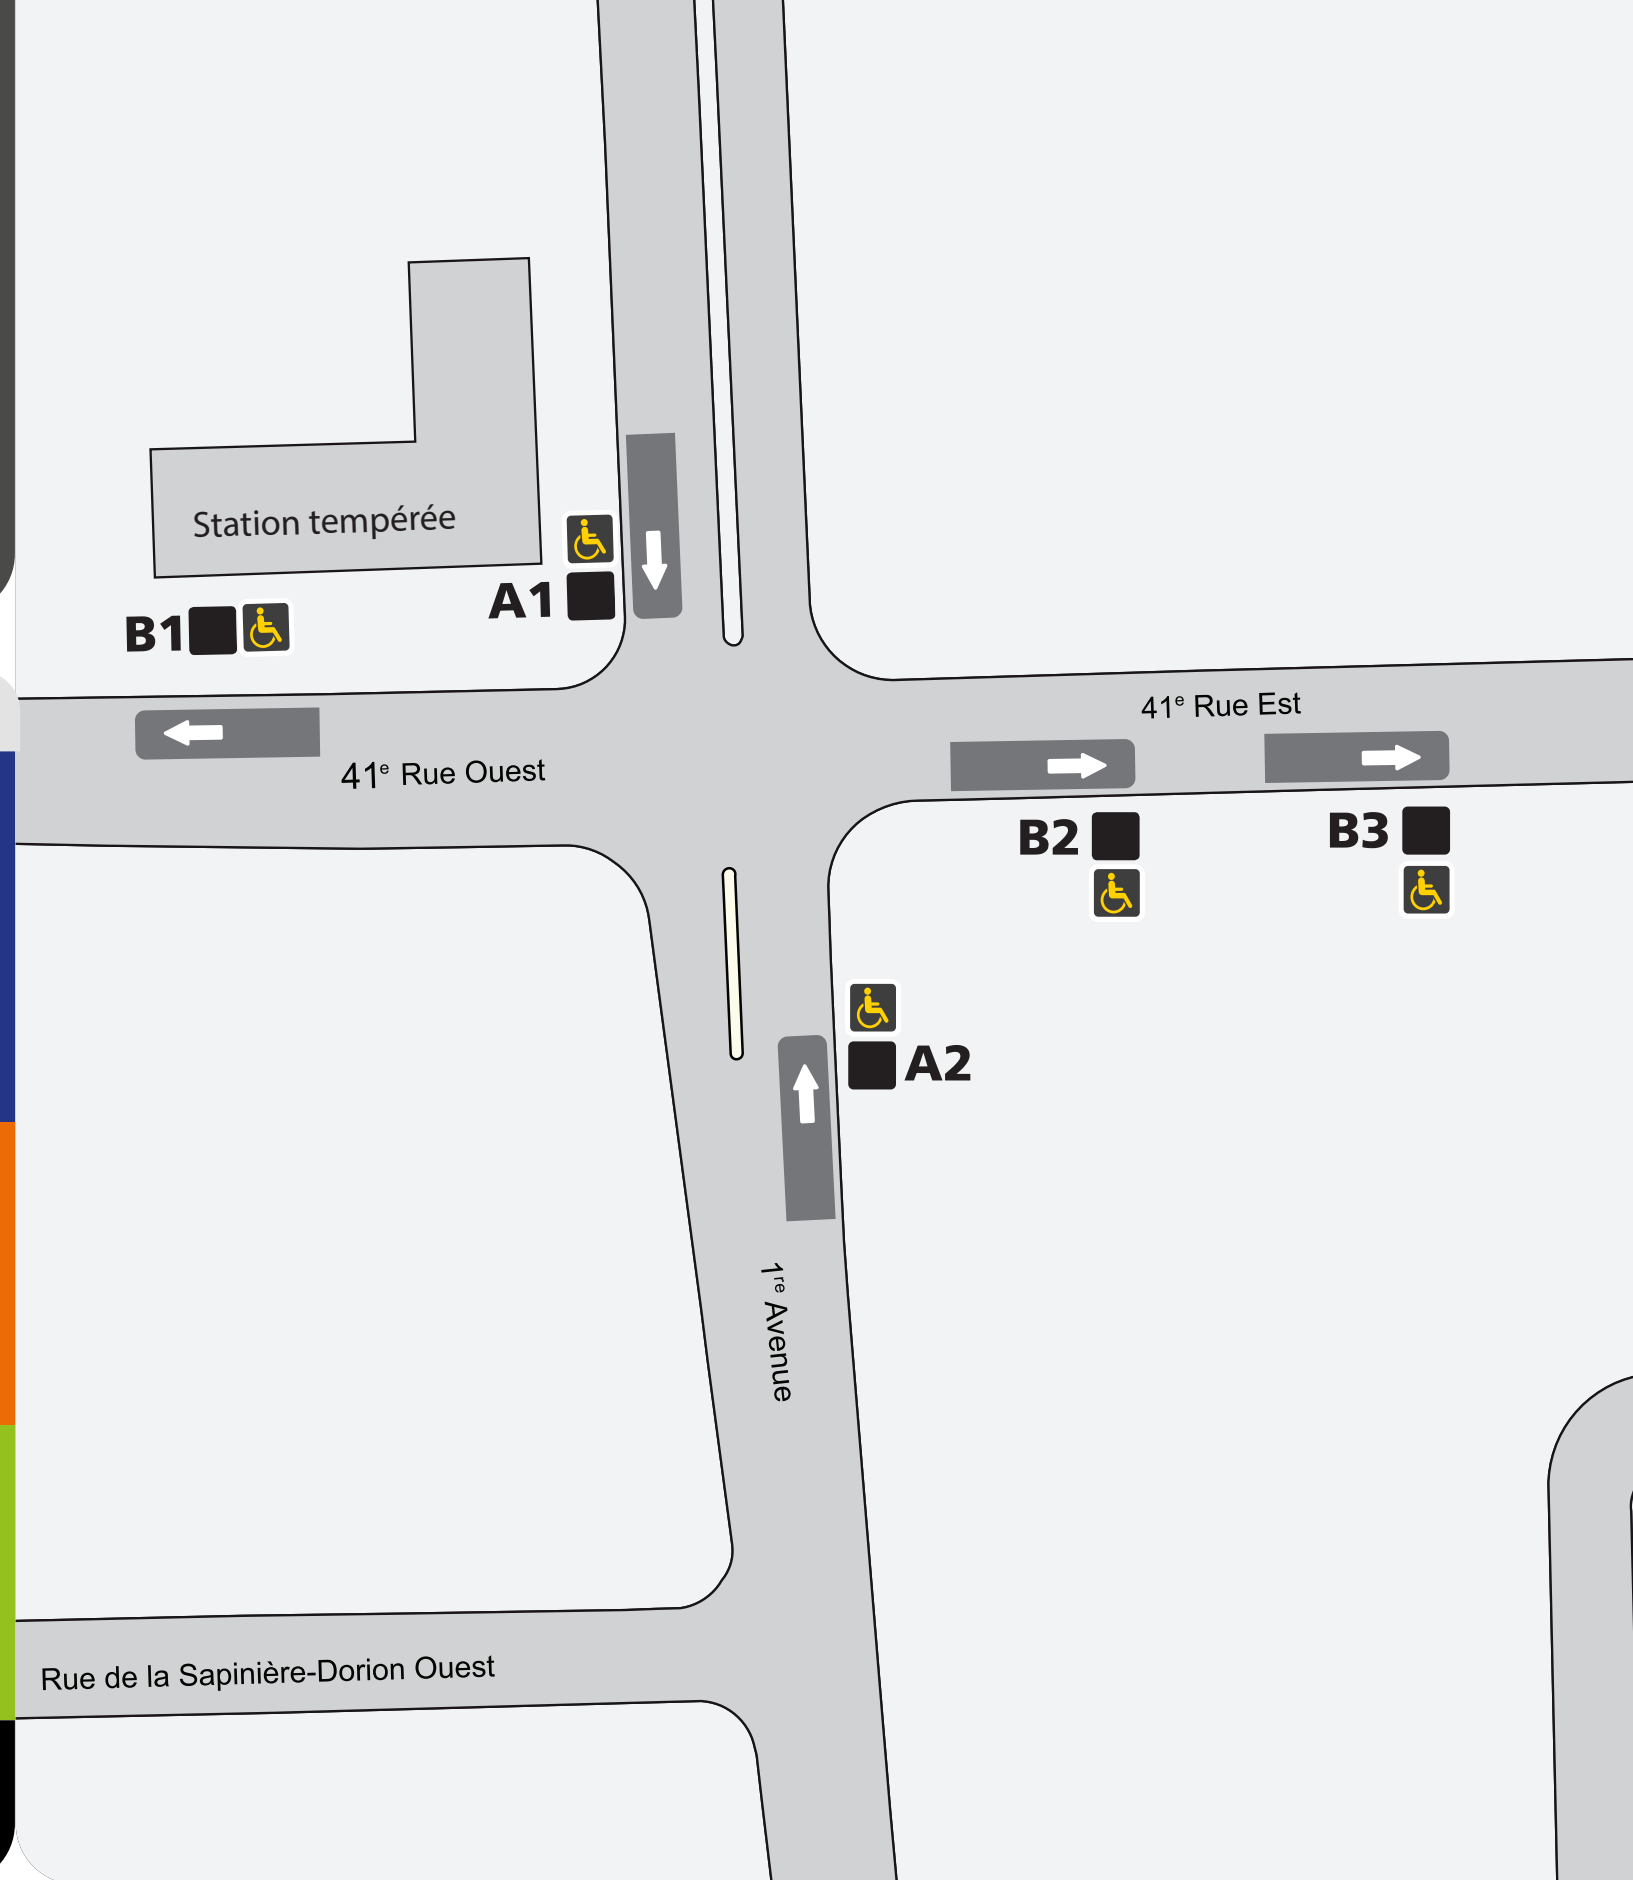 Station tempérée
A1
B1
41e Rue Est
41e Rue Ouest
B2
B3
A2
1re Avenue
Rue de la Sapinière-Dorion Ouest